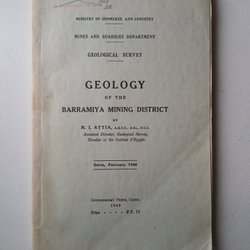 MINISTRY OF COMMERCE AND INDUSTRY
MINES AND QUARRIES DEPARTMENT
GEOLOGICAL SURVEY
GEOLOGY
OF THE
BARRAMIYA MINING DISTRICT
BY
M. I. ATTIA,
Assistant Director, Geological Survey,
Member of the Institut d'Egypte.
Cairo, February 1948
Government Press, Cairo,
1948
Price - - - - P.T. 75